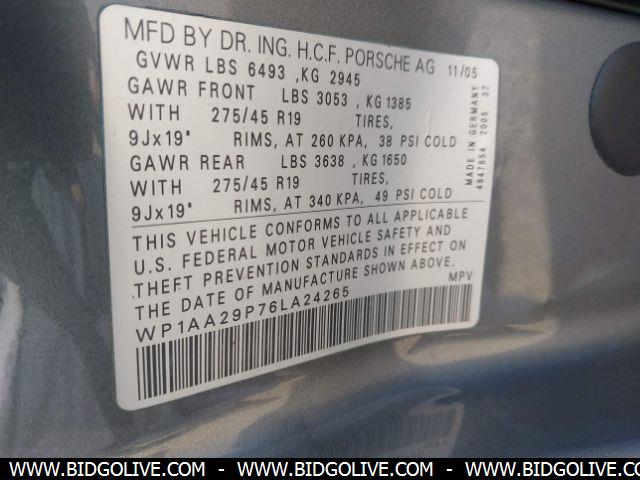 MFD BY DR. ING. H.C.F. PORSCHE AG 11/05
GVWR LBS 6493 ,KG 2945
GAWR FRONT LBS 3053 ,KG 1385
WITH 275/45 R19 TIRES,
9Jx19" RIMS, AT 260 KPA, 38 PSI COLD
GAWR REAR LBS 3638 ,KG 1650
WITH 275/45 R19 TIRES,
9Jx19" RIMS, AT 340 KPA, 49 PSI COLD
THIS VEHICLE CONFORMS TO ALL APPLICABLE
U.S. FEDERAL MOTOR VEHICLE SAFETY AND
THEFT PREVENTION STANDARDS IN EFFECT ON
THE DATE OF MANUFACTURE SHOWN ABOVE.
WP1AA29P76LA24265 MPV
MADE IN GERMANY
4847854 2005 37
WWW.BIDGOLIVE.COM - WWW.BIDGOLIVE.COM - WWW.BIDGOLIVE.COM